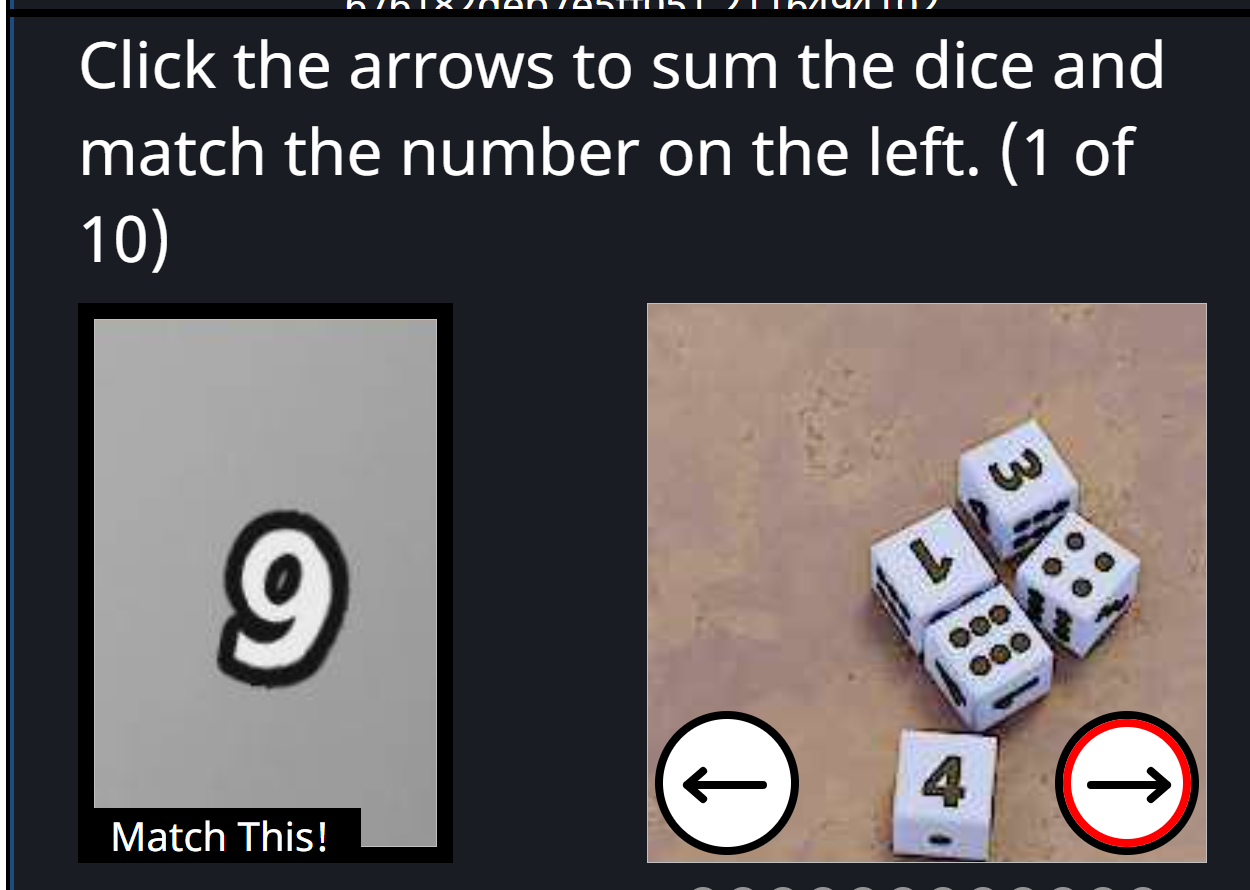 Click the arrows to sum the dice and
match the number on the left. (1 of
10)
9
3
1
4
Match This!